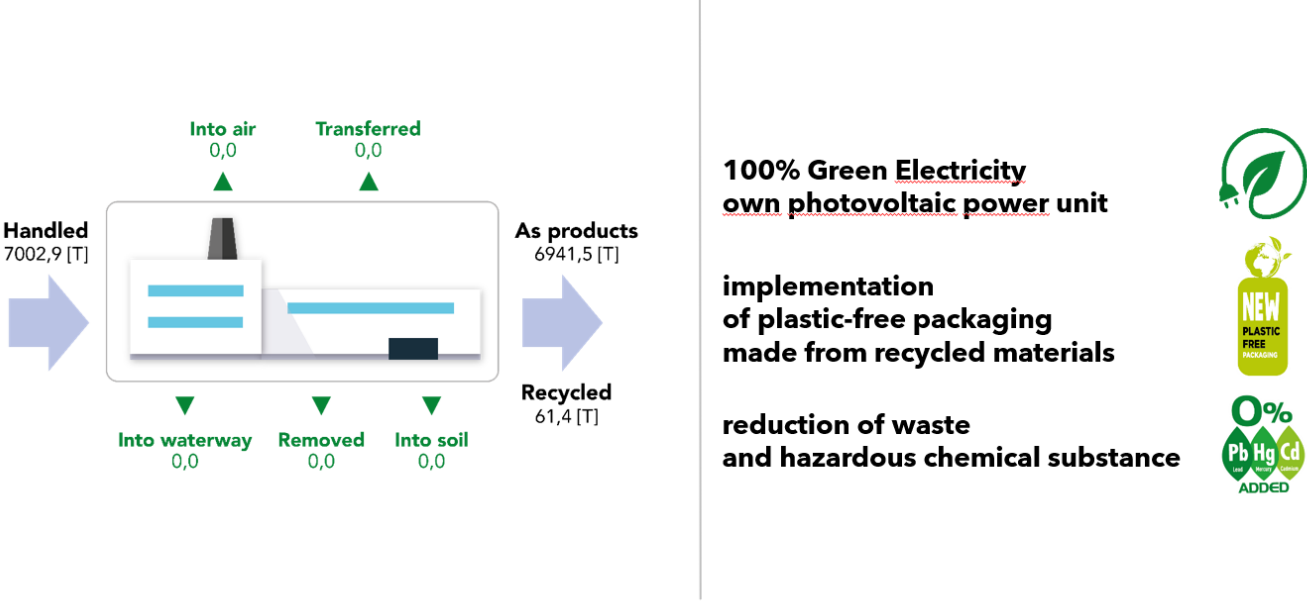 Into air
0,0
Transferred
0,0
Handled
7002,9 [T]
As products
6941,5 [T]
Recycled
61,4 [T]
Into waterway
0,0
Removed
0,0
Into soil
0,0
100% Green Electricity
own photovoltaic power unit
implementation
of plastic-free packaging
made from recycled materials
reduction of waste
and hazardous chemical substance
NEW
PLASTIC
FREE
PACKAGING
0%
Pb Hg Cd
Lead Mercury Cadmium
ADDED